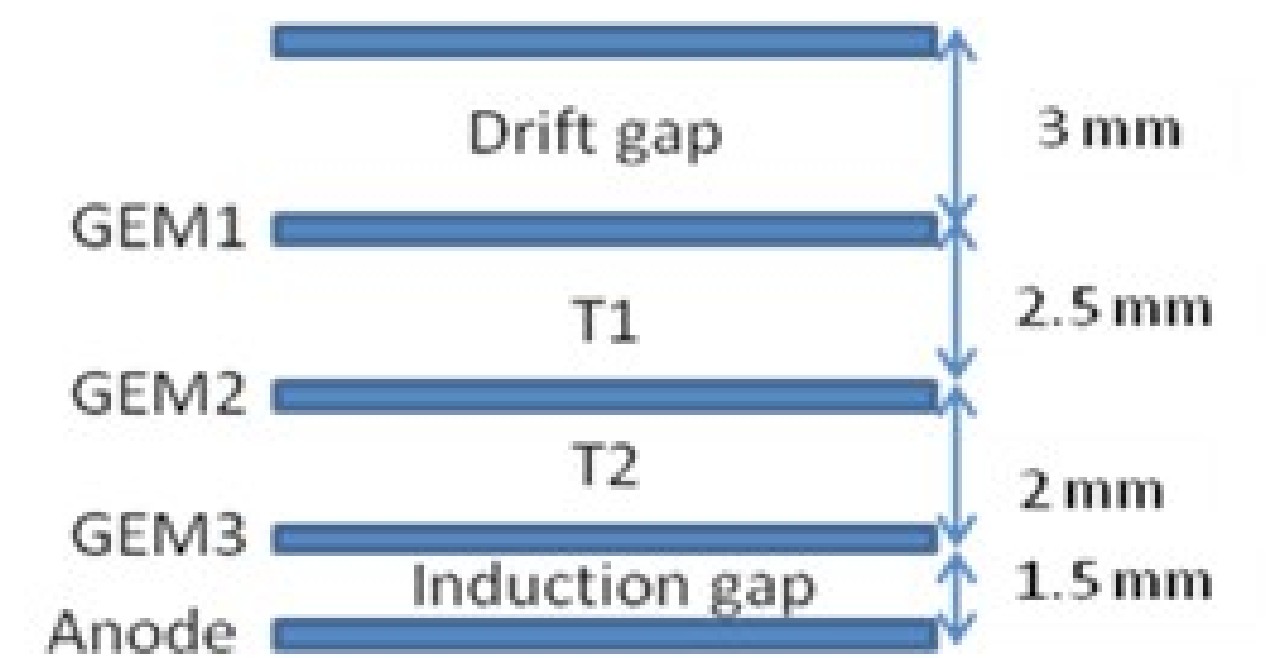 Drift gap
3 mm
GEM1
T1
2.5 mm
GEM2
T2
2 mm
GEM3
Induction gap
1.5 mm
Anode